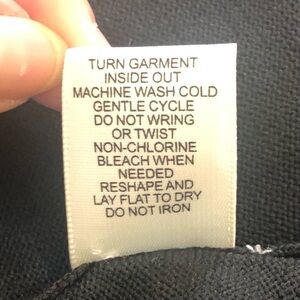 TURN GARMENT
INSIDE OUT
MACHINE WASH COLD
GENTLE CYCLE
DO NOT WRING
OR TWIST
NON-CHLORINE
BLEACH WHEN
NEEDED
RESHAPE AND
LAY FLAT TO DRY
DO NOT IRON